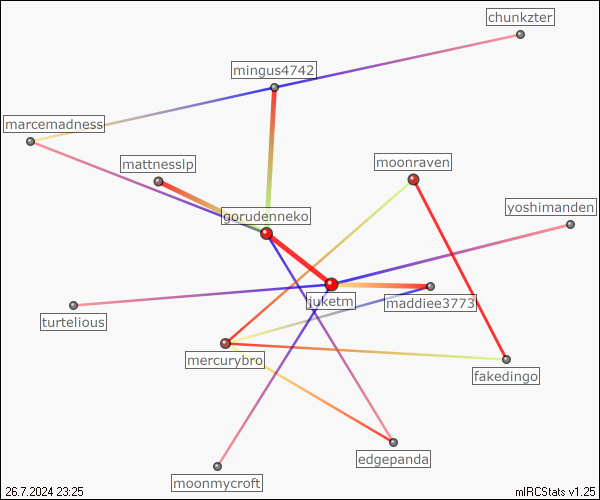 chunkzter
mingus4742
marcemadness
mattnesslp
moonraven
gorudenneko
yoshimanden
juketm
maddiee3773
turtelious
mercurybro
fakedingo
edgepanda
moonmycroft
26.7.2024 23:25
mIRCStats v1.25